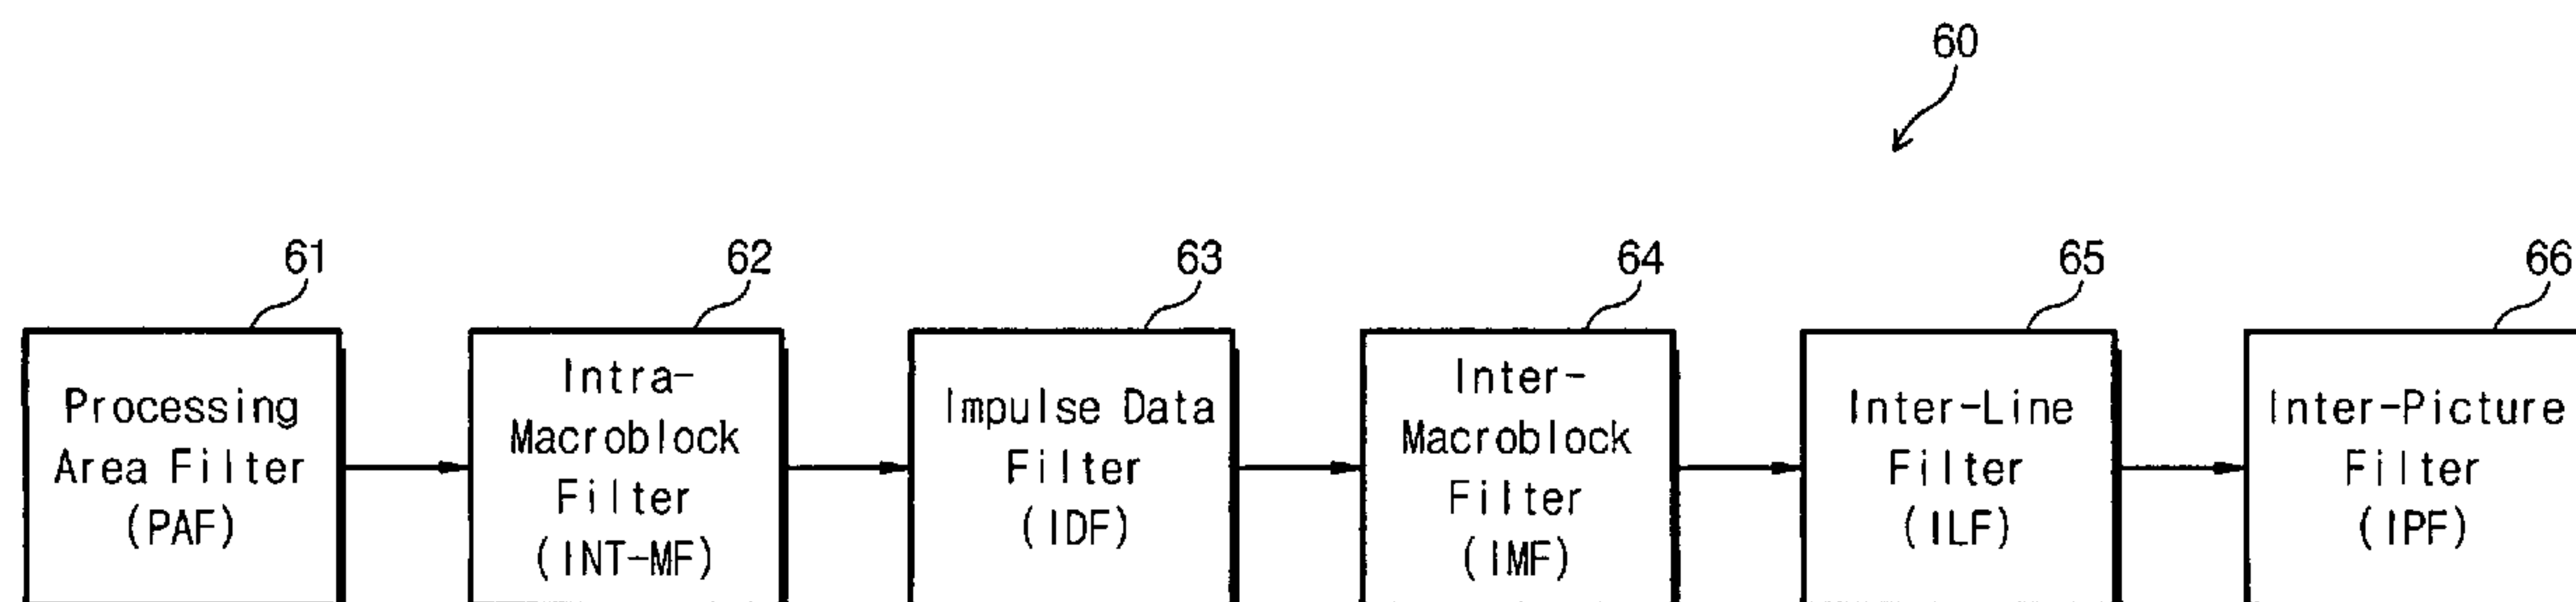 60
61
62
63
64
65
66
Processing
Area Filter
(PAF)
Intra-
Macroblock
Filter
(INT-MF)
Impulse Data
Filter
(IDF)
Inter-
Macroblock
Filter
(IMF)
Inter-Line
Filter
(ILF)
Inter-Picture
Filter
(IPF)